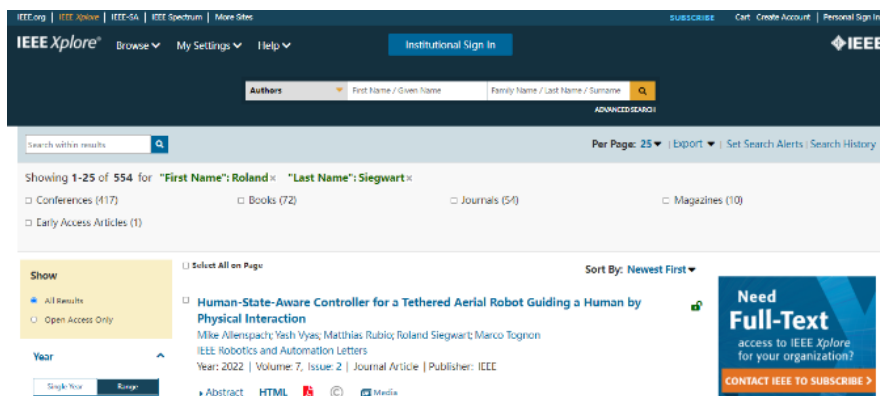 IEEE.org | IEEE Xplore | IEEE-SA | IEEE Spectrum | More Sites SUBSCRIBE Cart Create Account | Personal Sign In
IEEE Xplore® Browse My Settings Help Institutional Sign In IEEE
Authors First Name / Given Name Family Name / Last Name / Surname
ADVANCED SEARCH
Search within results Per Page: 25 | Export | Set Search Alerts | Search History
Showing 1-25 of 554 for "First Name": Roland × "Last Name": Siegwart ×
Conferences (417) Books (72) Journals (54) Magazines (10)
Early Access Articles (1)
Show
All Results
Open Access Only
Year
Single Year Range
Select All on Page Sort By: Newest First
Human-State-Aware Controller for a Tethered Aerial Robot Guiding a Human by
Physical Interaction
Mike Allenspach; Yash Vyas; Matthias Rubio; Roland Siegwart; Marco Tognon
IEEE Robotics and Automation Letters
Year: 2022 | Volume: 7, Issue: 2 | Journal Article | Publisher: IEEE
Abstract HTML © Media
Need
Full-Text
access to IEEE Xplore
for your organization?
CONTACT IEEE TO SUBSCRIBE >